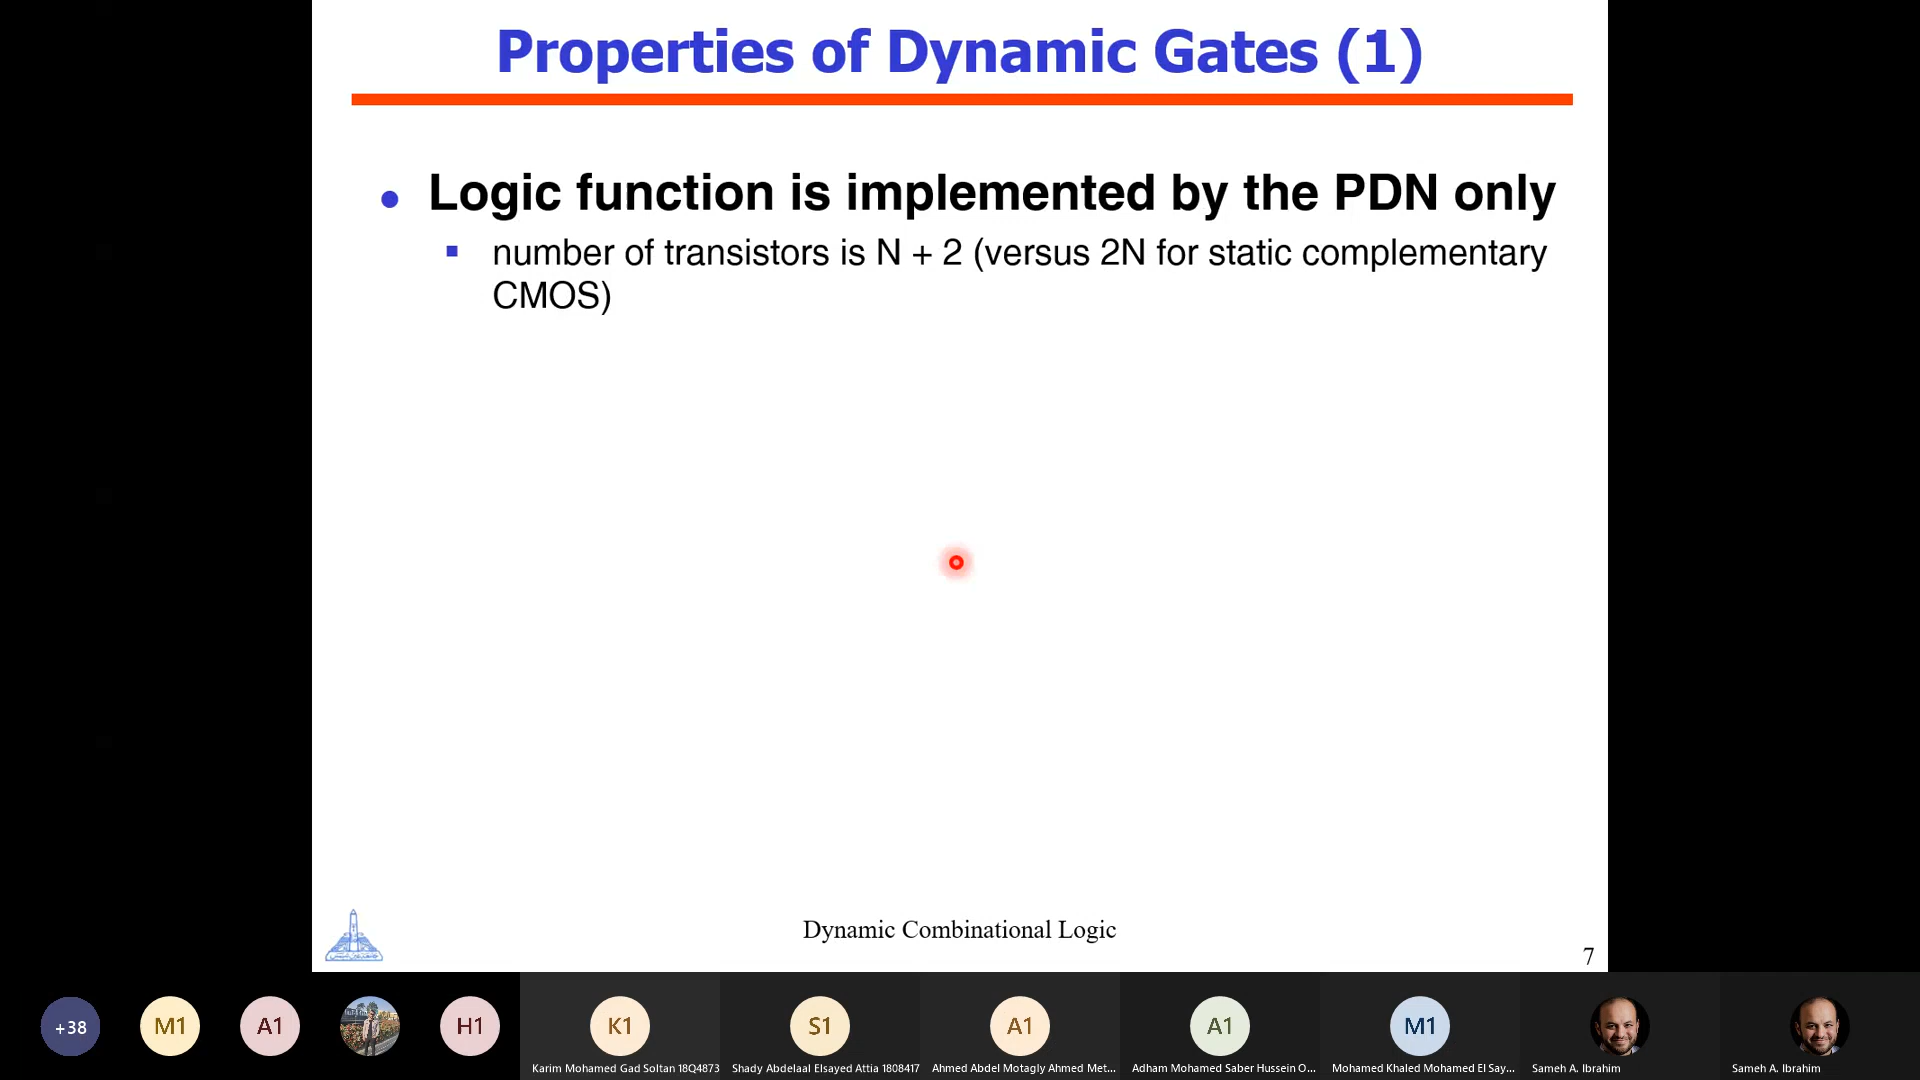 Properties of Dynamic Gates (1)
Logic function is implemented by the PDN only
number of transistors is N + 2 (versus 2N for static complementary
CMOS)
Dynamic Combinational Logic
7
+38
M1
A1
H1
K1
S1
A1
A1
M1
Karim Mohamed Gad Soltan 18Q4873
Shady Abdelaal Elsayed Attia 1808417
Ahmed Abdel Motagly Ahmed Met...
Adham Mohamed Saber Hussein O...
Mohamed Khaled Mohamed El Say...
Sameh A. Ibrahim
Sameh A. Ibrahim